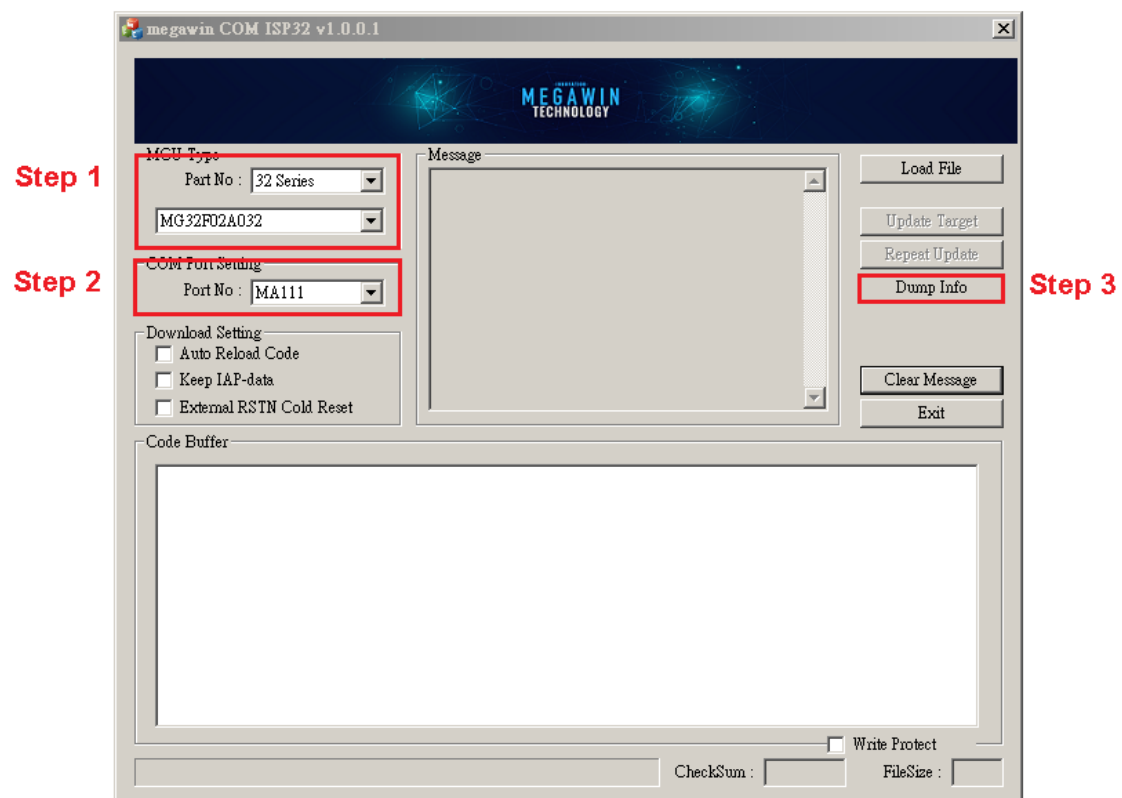 megawin COM ISP32 v1.0.0.1
MEGAWIN
TECHNOLOGY
Step 1
MCU Type
Part No : 32 Series
MG32F02A032
Step 2
COM Port Setting
Port No : MA111
Download Setting
Auto Reload Code
Keep IAP-data
External RSTN Cold Reset
Message
Load File
Update Target
Repeat Update
Dump Info
Step 3
Clear Message
Exit
Code Buffer
Write Protect
CheckSum :
FileSize :